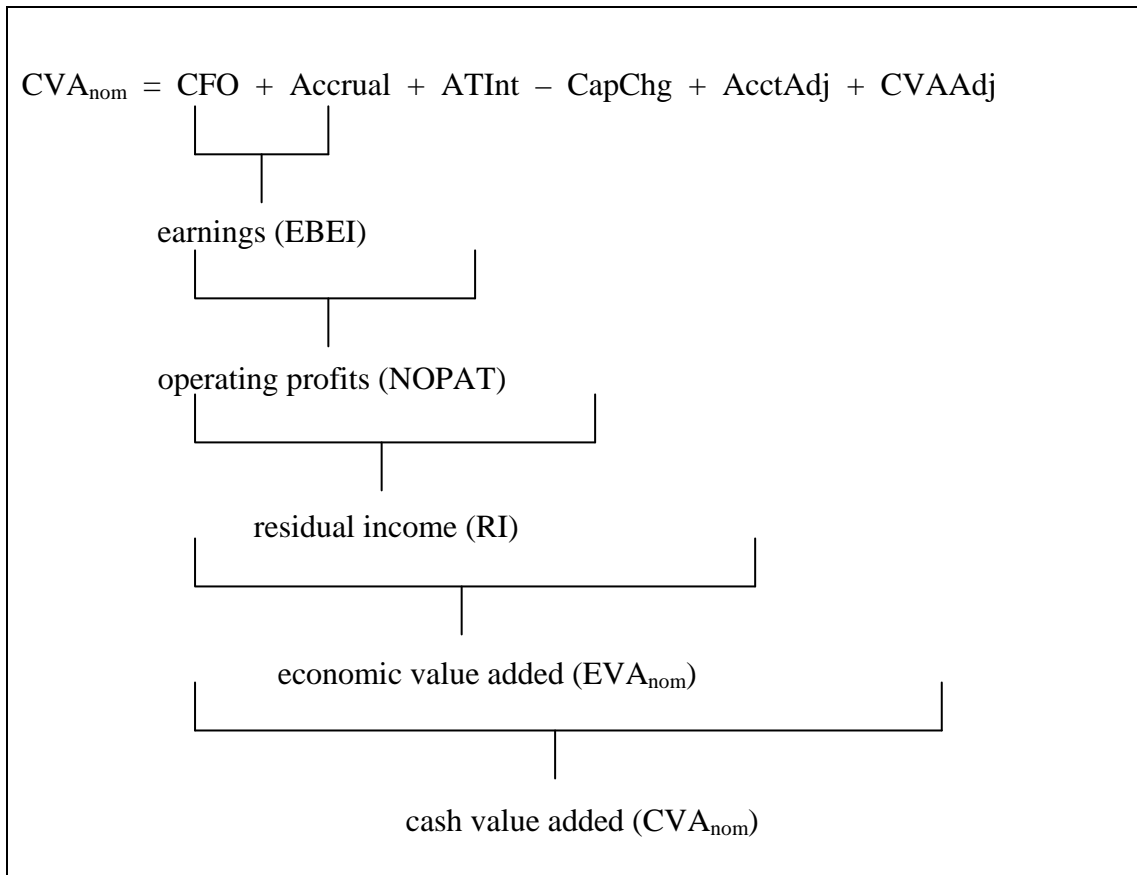 CVAnom = CFO + Accrual + ATInt – CapChg + AcctAdj + CVAAdj
earnings (EBEI)
operating profits (NOPAT)
residual income (RI)
economic value added (EVAnom)
cash value added (CVAnom)